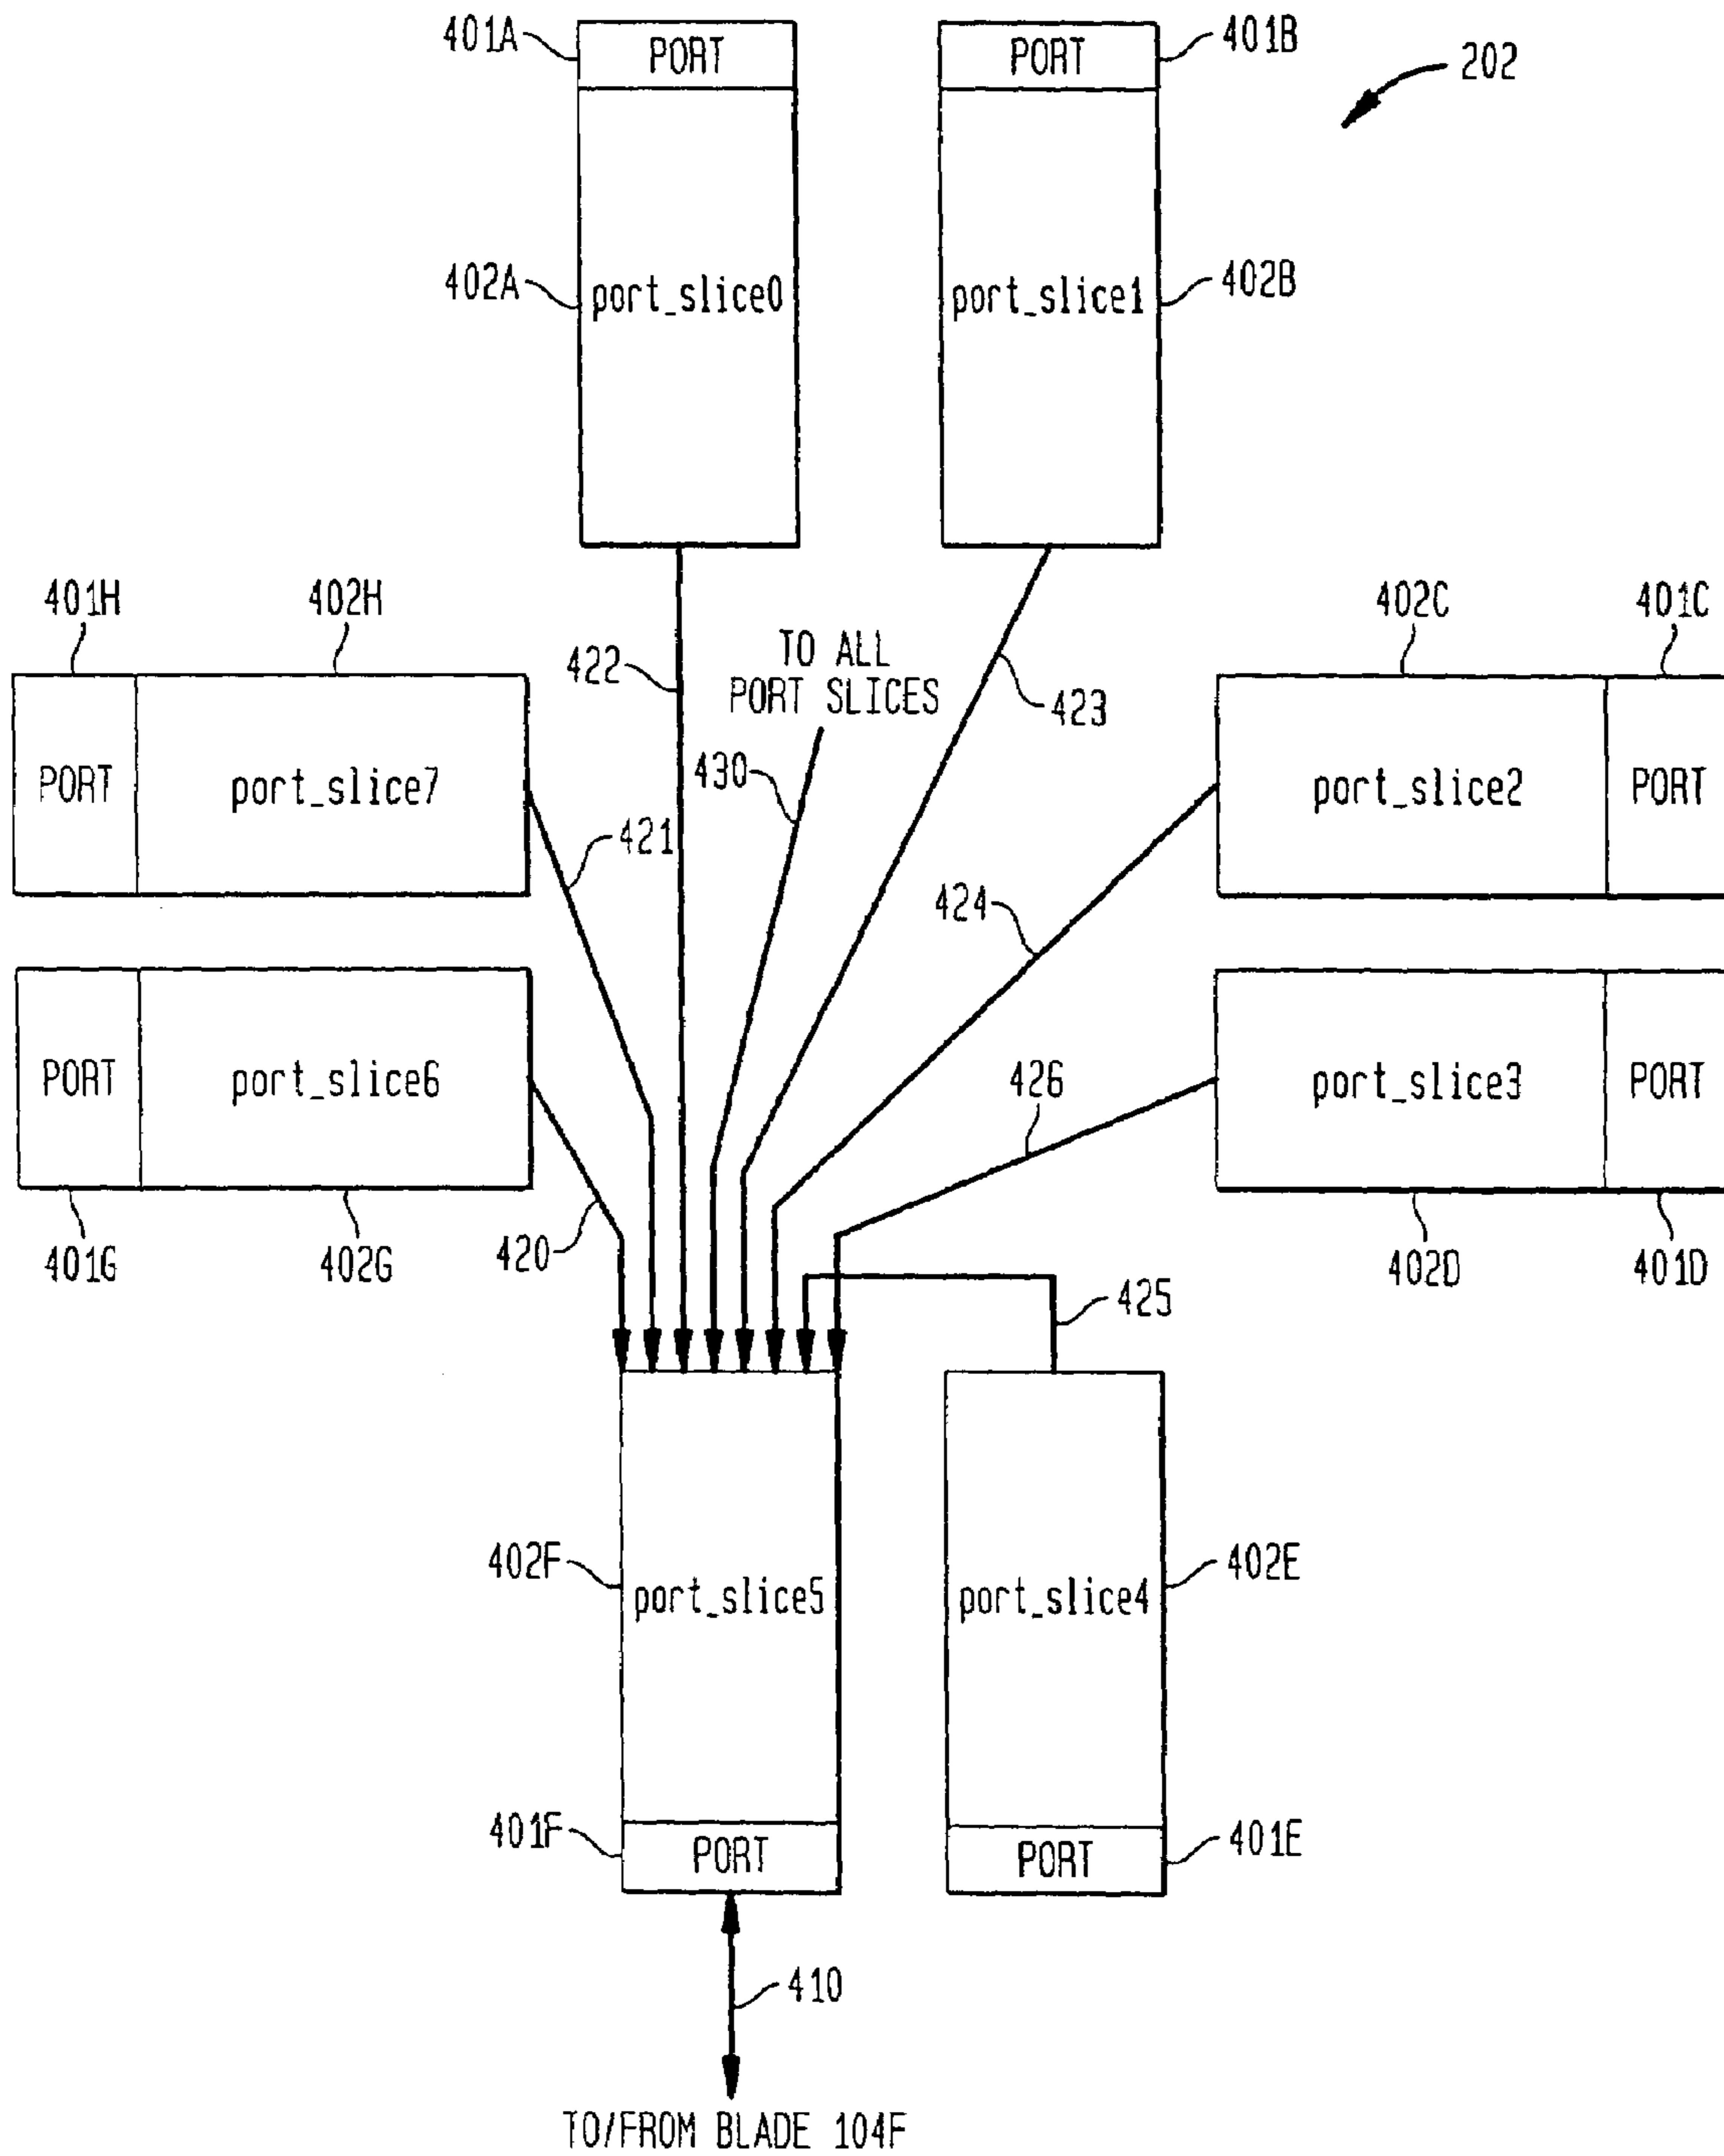 401A
PORT
PORT
401B
202
402A
port_slice0
port_slice1
402B
401H
402H
402C
401C
TO ALL
PORT SLICES
422
423
430
PORT
port_slice7
port_slice2
PORT
421
424
PORT
port_slice6
port_slice3
PORT
426
420
401G
402G
402D
401D
425
402F
port_slice5
port_slice4
402E
401F
PORT
PORT
401E
410
TO/FROM BLADE 104F